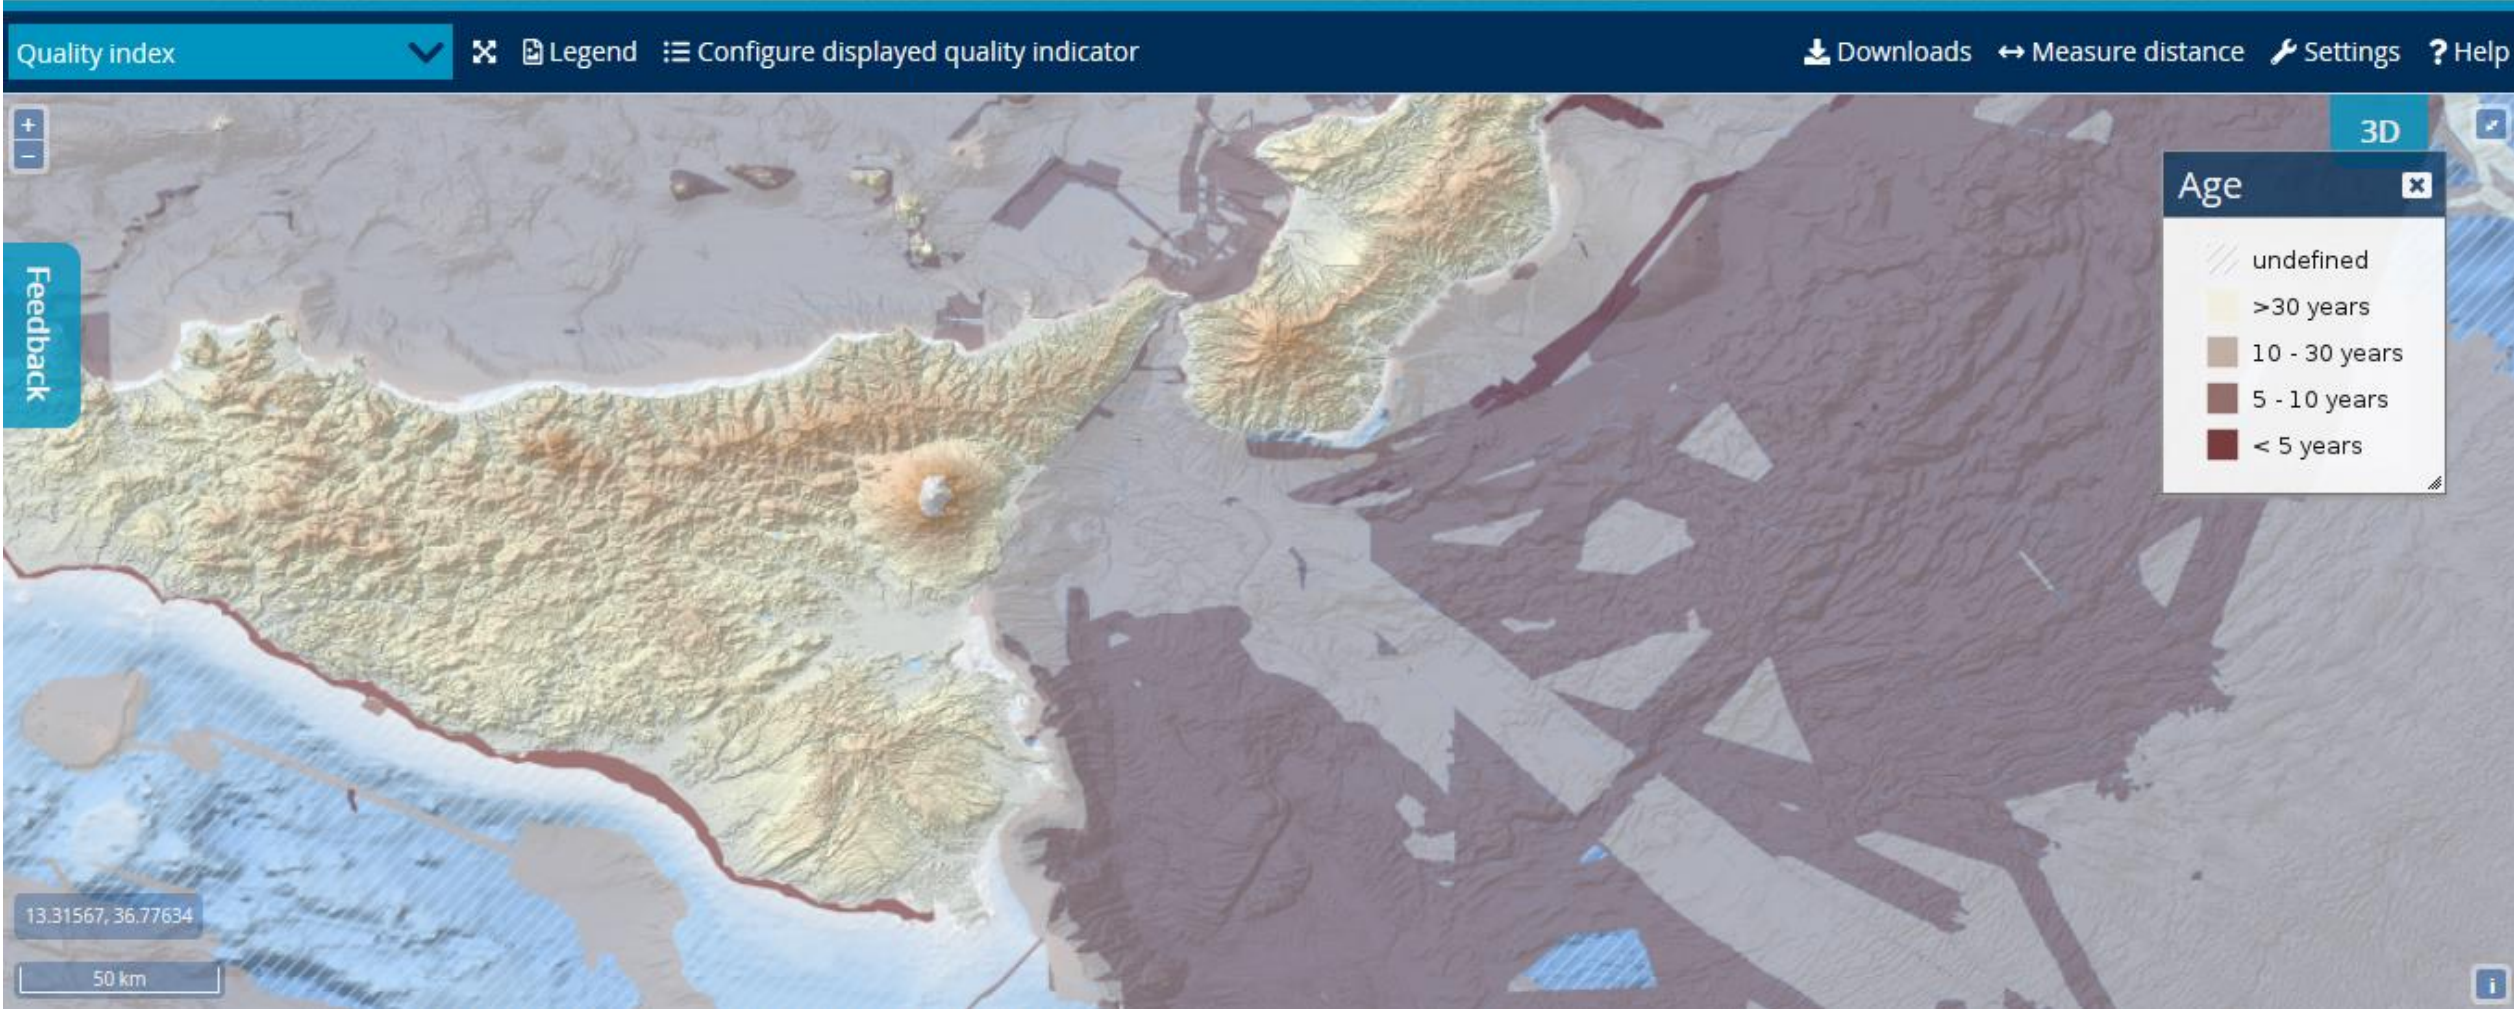 Quality index
Legend
Configure displayed quality indicator
Downloads
Measure distance
Settings
? Help
+
−
3D
Age
undefined
>30 years
10 - 30 years
5 - 10 years
< 5 years
Feedback
13.31567, 36.77634
50 km
i